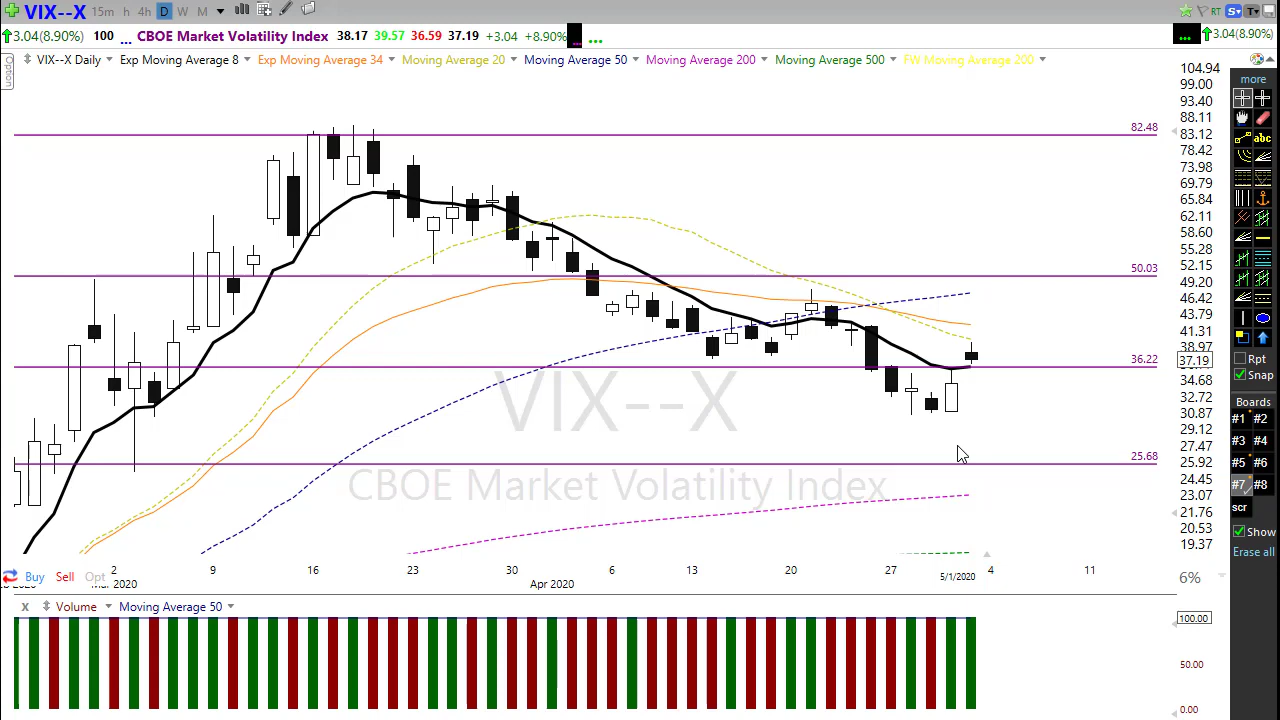 VIX--X 15m h 4h D W M RT S T
3.04(8.90%) 100 ... CBOE Market Volatility Index 38.17 39.57 36.59 37.19 +3.04 +8.90% ... ... 3.04(8.90%)
Option
VIX--X Daily Exp Moving Average 8 Exp Moving Average 34 Moving Average 20 Moving Average 50 Moving Average 200 Moving Average 500 FW Moving Average 200
104.94
more
99.00
93.40
88.11
82.48
83.12
abc
78.42
73.98
69.79
65.84
62.11
58.60
55.28
50.03
52.15
49.20
46.42
43.79
41.31
38.97
36.22
37.19
Rpt
34.68
Snap
32.72
Boards
30.87
#1 #2
29.12
#3 #4
27.47
25.68
25.92
#5 #6
24.45
#7 #8
23.07
scr
21.76
20.53
Show
19.37
Erase all
VIX--X
CBOE Market Volatility Index
2 9 16 23 30 6 13 20 27 4 11
Buy Sell Opt
Mar 2020 Apr 2020 5/1/2020
6%
x Volume Moving Average 50
100.00
50.00
0.00